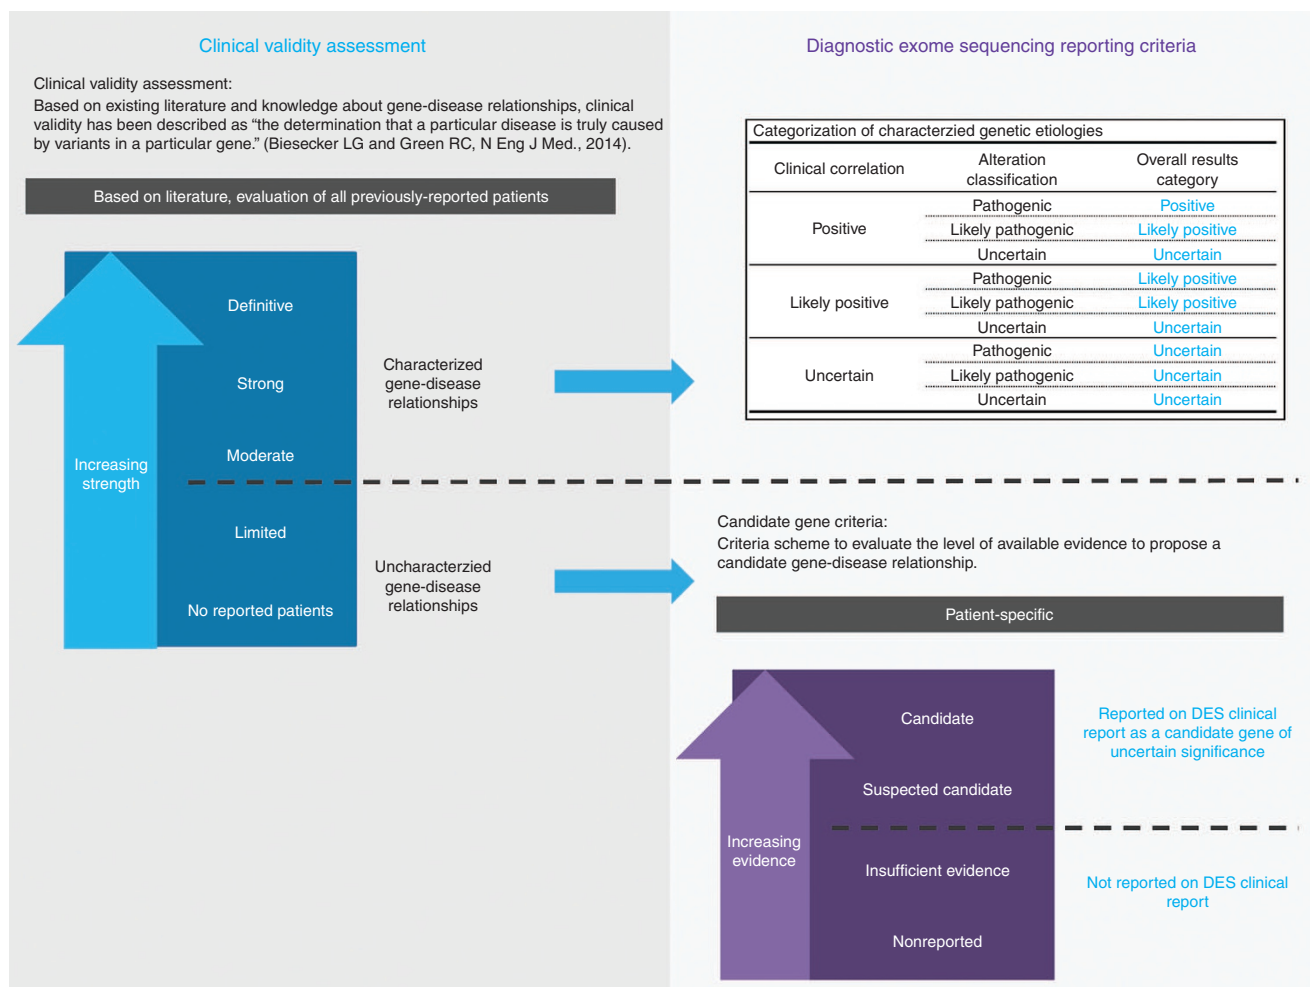 Clinical validity assessment
Clinical validity assessment:
Based on existing literature and knowledge about gene-disease relationships, clinical
validity has been described as “the determination that a particular disease is truly caused
by variants in a particular gene.” (Biesecker LG and Green RC, N Eng J Med., 2014).
Based on literature, evaluation of all previously-reported patients
Increasing
strength
Definitive
Strong
Moderate
Limited
No reported patients
Characterized
gene-disease
relationships
Uncharacterzied
gene-disease
relationships
Diagnostic exome sequencing reporting criteria
Categorization of characterzied genetic etiologies
Clinical correlation
Alteration
classification
Overall results
category
Positive
Pathogenic
Positive
Likely pathogenic
Likely positive
Uncertain
Uncertain
Likely positive
Pathogenic
Likely positive
Likely pathogenic
Likely positive
Uncertain
Uncertain
Uncertain
Pathogenic
Uncertain
Likely pathogenic
Uncertain
Uncertain
Uncertain
Candidate gene criteria:
Criteria scheme to evaluate the level of available evidence to propose a
candidate gene-disease relationship.
Patient-specific
Increasing
evidence
Candidate
Suspected candidate
Insufficient evidence
Nonreported
Reported on DES clinical
report as a candidate gene of
uncertain significance
Not reported on DES clinical
report